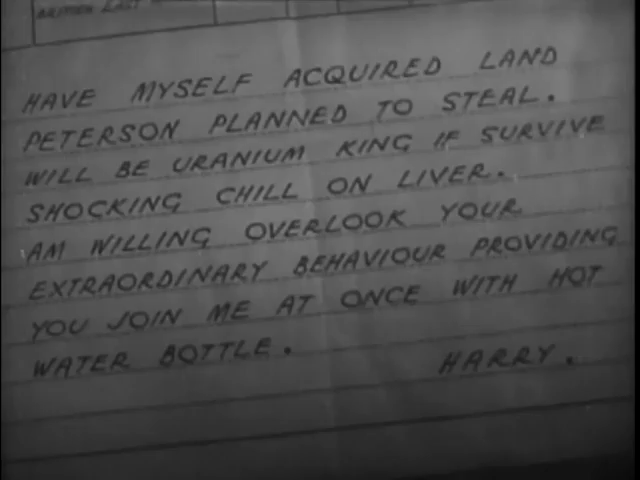 HAVE MYSELF ACQUIRED LAND
PETERSON PLANNED TO STEAL.
WILL BE URANIUM KING IF SURVIVE
SHOCKING CHILL ON LIVER.
AM WILLING OVERLOOK YOUR
EXTRAORDINARY BEHAVIOUR PROVIDING
YOU JOIN ME AT ONCE WITH HOT
WATER BOTTLE.
HARRY.